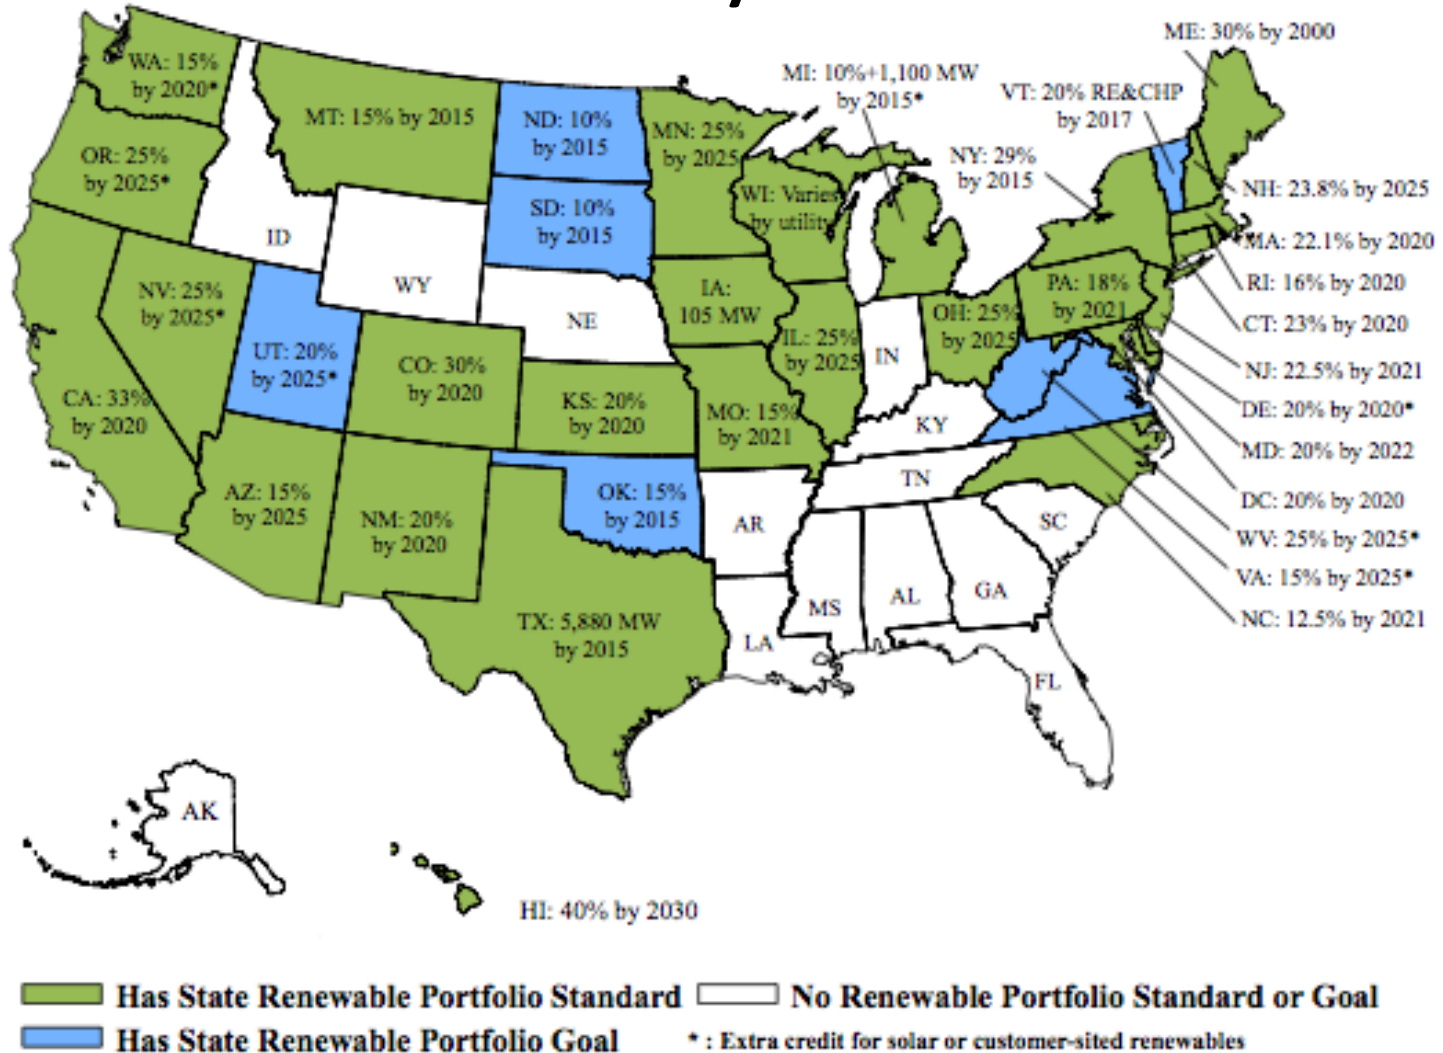 ME: 30% by 2000
WA: 15%
by 2020*
MI: 10%+1,100 MW
by 2015*
VT: 20% RE&CHP
by 2017
MT: 15% by 2015
ND: 10%
by 2015
MN: 25%
by 2025
OR: 25%
by 2025*
NY: 29%
by 2015
WI: Varies
by utility
NH: 23.8% by 2025
SD: 10%
by 2015
ID
MA: 22.1% by 2020
WY
NV: 25%
by 2025*
IA:
105 MW
PA: 18%
by 2021
RI: 16% by 2020
NE
OH: 25%
by 2025
CT: 23% by 2020
UT: 20%
by 2025*
CO: 30%
by 2020
IL: 25%
by 2025
IN
NJ: 22.5% by 2021
CA: 33%
by 2020
KS: 20%
by 2020
MO: 15%
by 2021
KY
DE: 20% by 2020*
MD: 20% by 2022
TN
AZ: 15%
by 2025
NM: 20%
by 2020
OK: 15%
by 2015
AR
SC
DC: 20% by 2020
WV: 25% by 2025*
VA: 15% by 2025*
MS
AL
GA
NC: 12.5% by 2021
TX: 5,880 MW
by 2015
LA
FL
AK
HI: 40% by 2030
Has State Renewable Portfolio Standard
No Renewable Portfolio Standard or Goal
Has State Renewable Portfolio Goal
* : Extra credit for solar or customer-sited renewables